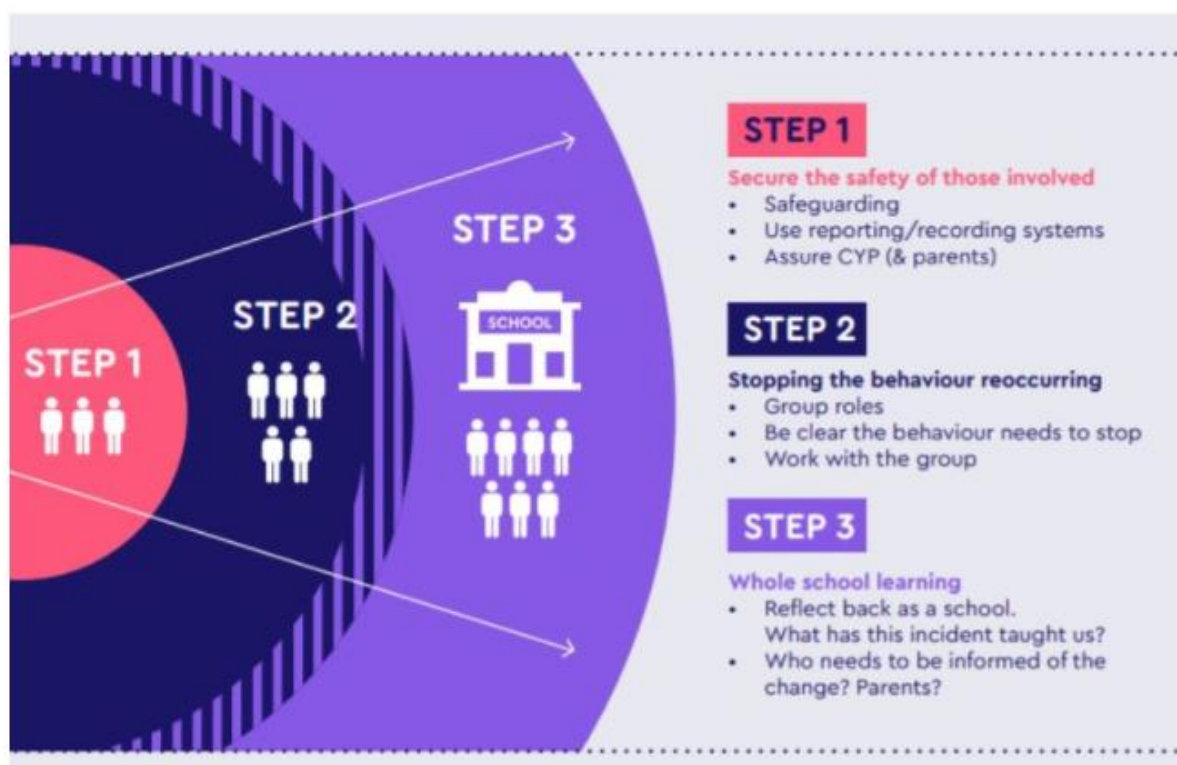 STEP 1
STEP 2
STEP 3
SCHOOL
STEP 1
Secure the safety of those involved
• Safeguarding
• Use reporting/recording systems
• Assure CYP (& parents)
STEP 2
Stopping the behaviour reoccurring
• Group roles
• Be clear the behaviour needs to stop
• Work with the group
STEP 3
Whole school learning
• Reflect back as a school.
What has this incident taught us?
• Who needs to be informed of the
change? Parents?